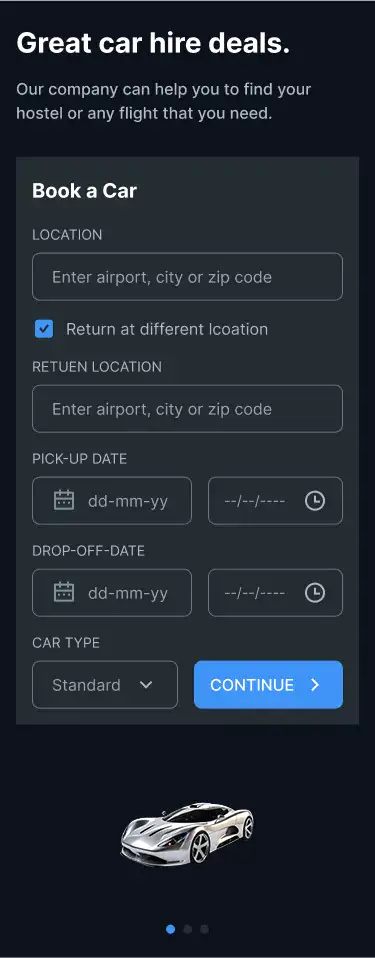 Great car hire deals.
Our company can help you to find your
hostel or any flight that you need.
Book a Car
LOCATION
Enter airport, city or zip code
Return at different lcoation
RETUEN LOCATION
Enter airport, city or zip code
PICK-UP DATE
dd-mm-yy --/--/----
DROP-OFF-DATE
dd-mm-yy --/--/----
CAR TYPE
Standard CONTINUE